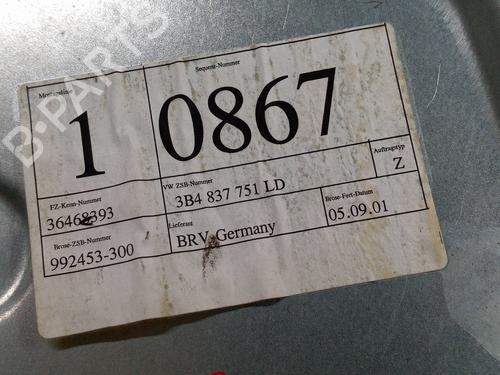 Montagelinie
1
Sequenz-Nummer
0867
FZ-Kenn-Nummer
36468393
VW ZSB-Nummer
3B4 837 751 LD
Auftragstyp
Z
Brose-ZSB-Nummer
992453-300
Lieferant
BRV, Germany
Brose-Fert-Datum
05.09.01
B-PARTS